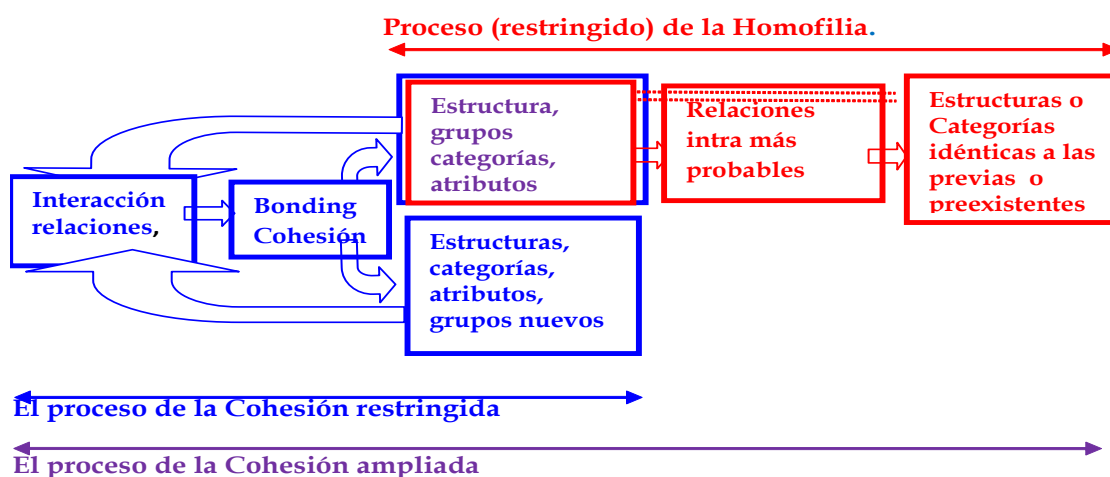 Proceso (restringido) de la Homofilia.
Estructura,
grupos
categorías,
atributos
Relaciones
intra más
probables
Estructuras o
Categorías
idénticas a las
previas o
preexistentes
Interacción
relaciones,
Bonding
Cohesión
Estructuras,
categorías,
atributos,
grupos nuevos
El proceso de la Cohesión restringida
El proceso de la Cohesión ampliada